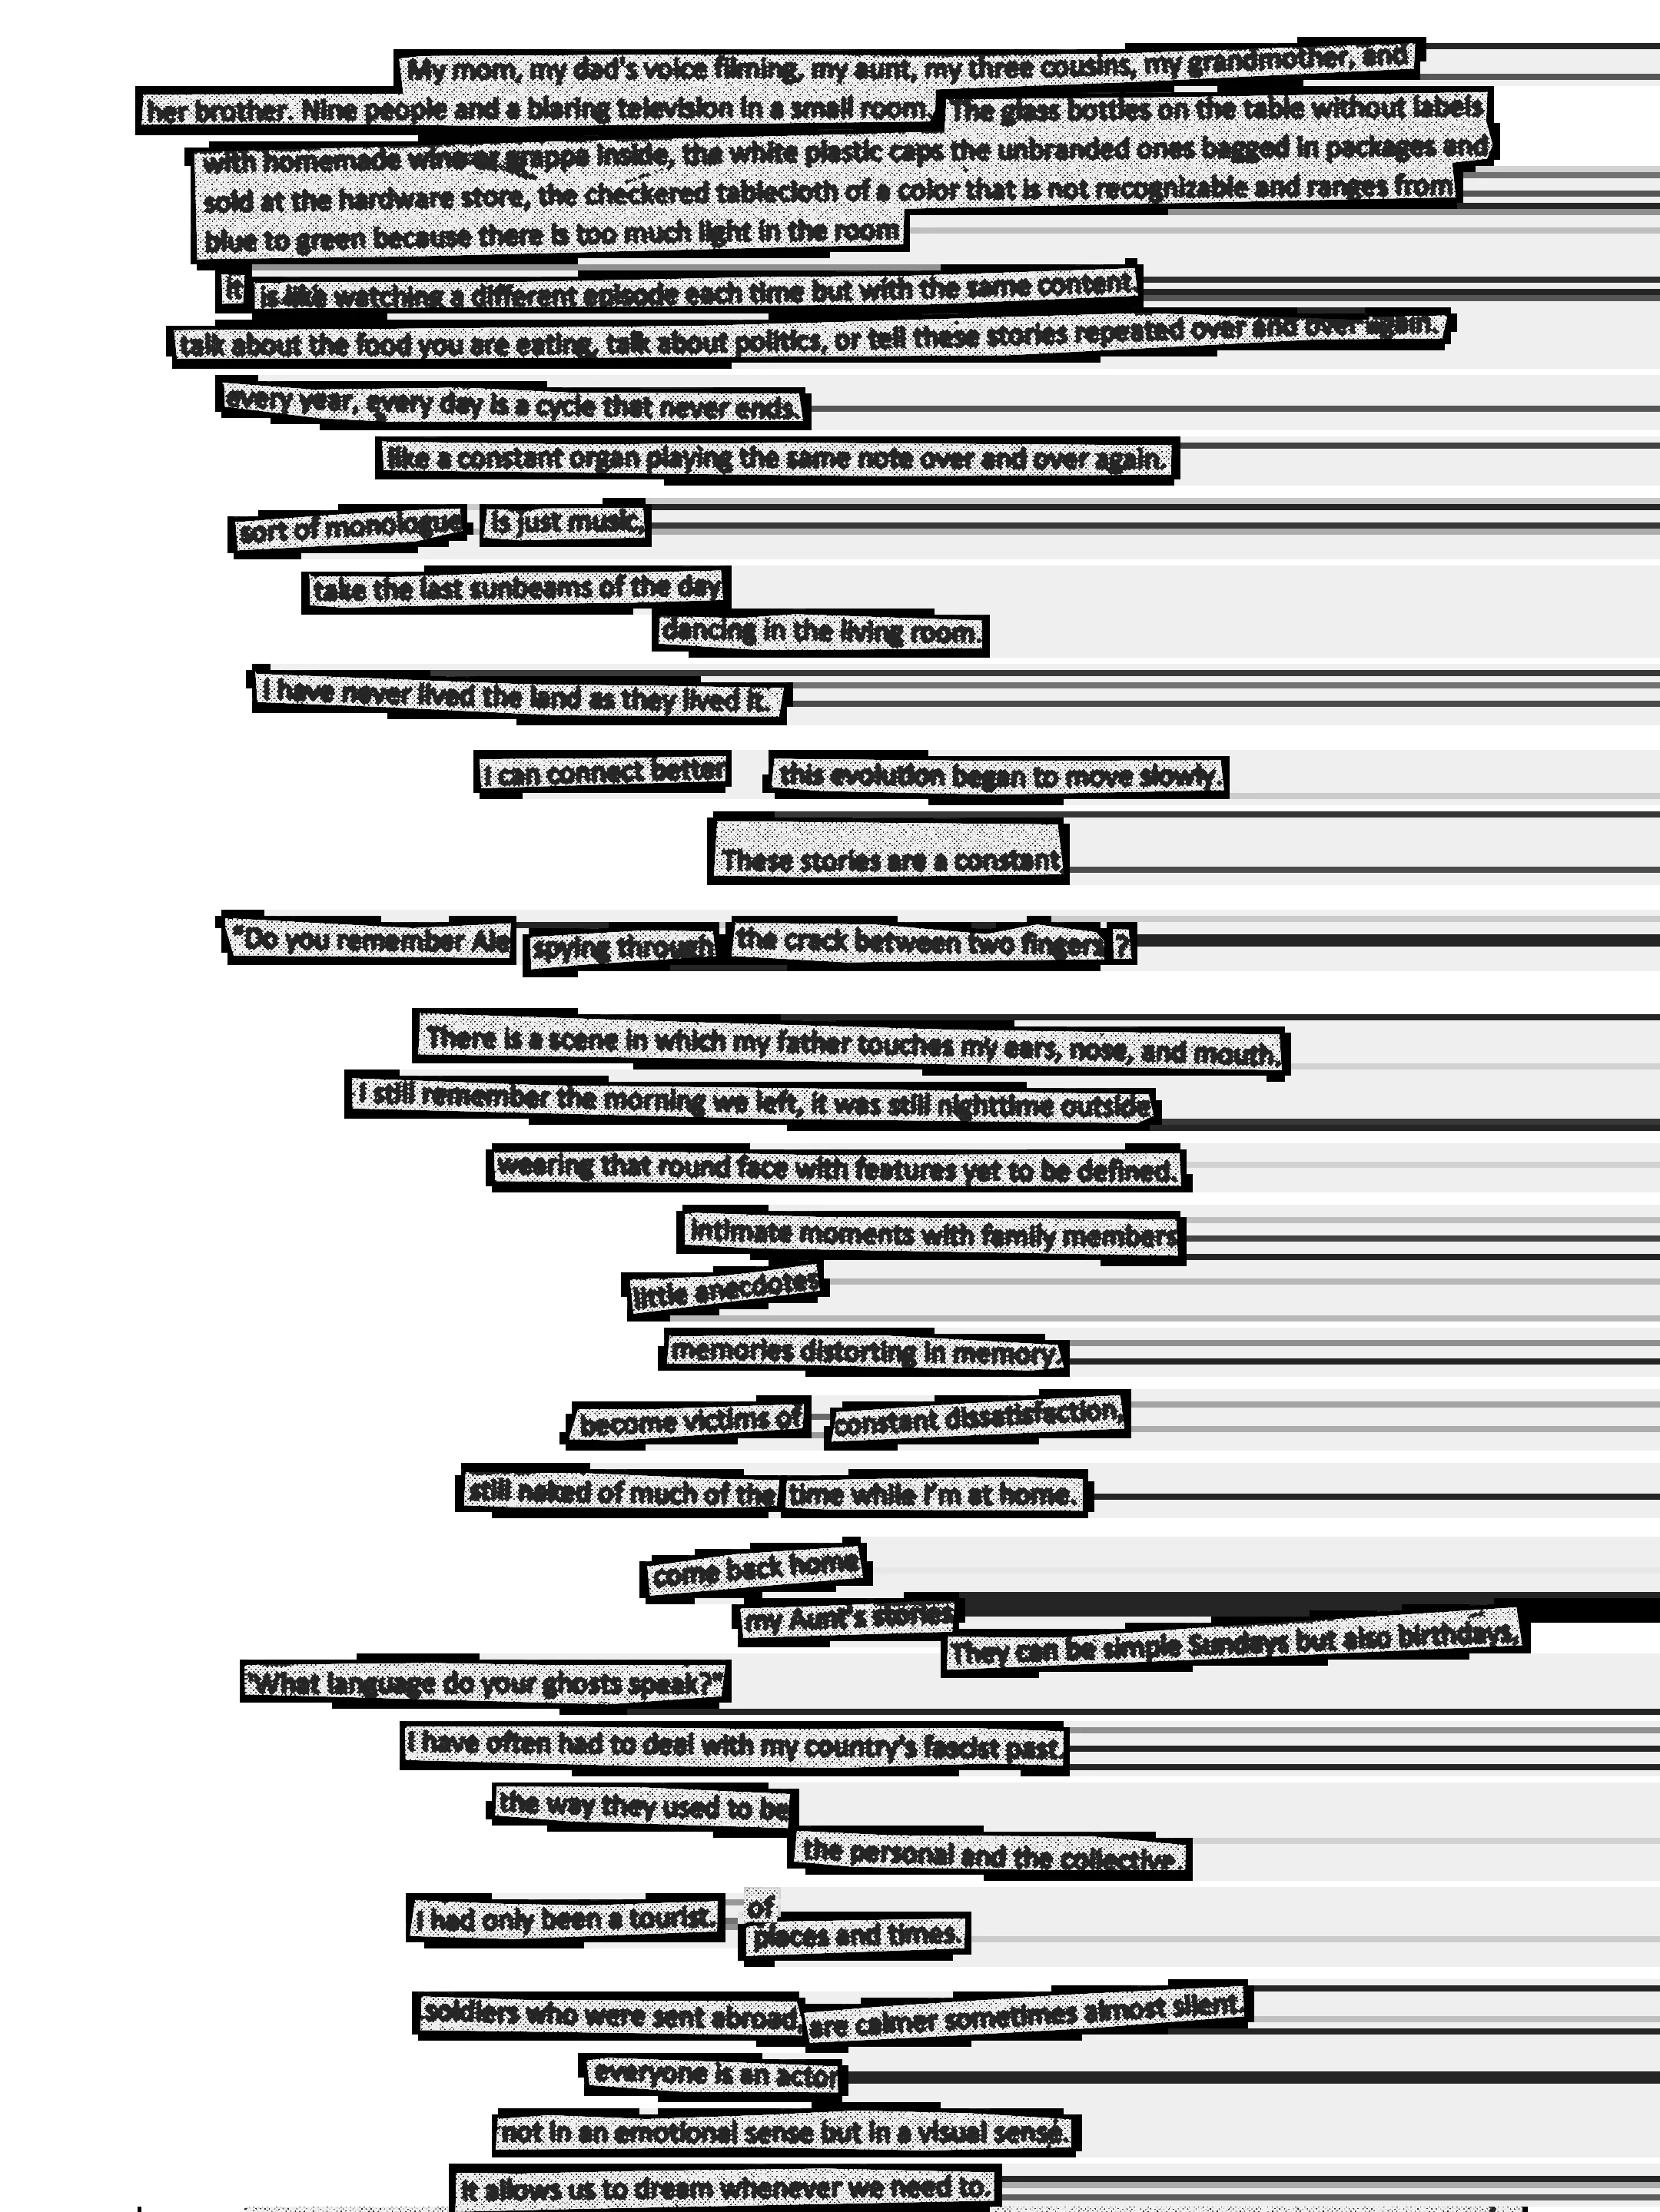 My mom, my dad's voice filming, my aunt, my three cousins, my grandmother, and
her brother. Nine people and a blaring television in a small room. The glass bottles on the table without labels
with homemade wine or grappa inside, the white plastic caps the unbranded ones bagged in packages and
sold at the hardware store, the checkered tablecloth of a color that is not recognizable and ranges from
blue to green because there is too much light in the room
it is like watching a different episode each time but with the same content.
talk about the food you are eating, talk about politics, or tell these stories repeated over and over again.
every year, every day is a cycle that never ends.
like a constant organ playing the same note over and over again.
sort of monologue is just music.
take the last sunbeams of the day
dancing in the living room.
I have never lived the land as they lived it.
I can connect better this evolution began to move slowly.
These stories are a constant
"Do you remember Ale spying through the crack between two fingers ?
There is a scene in which my father touches my ears, nose, and mouth.
I still remember the morning we left, it was still nighttime outside
wearing that round face with features yet to be defined.
intimate moments with family members
little anecdotes
memories distorting in memory.
become victims of constant dissatisfaction.
still naked of much of the time while I'm at home.
come back home
my Aunt's stories
They can be simple Sundays but also birthdays,
"What language do your ghosts speak?"
I have often had to deal with my country's fascist past.
the way they used to be
the personal and the collective
I had only been a tourist. of
places and times.
soldiers who were sent abroad, are calmer sometimes almost silent.
everyone is an actor
not in an emotional sense but in a visual sense.
It allows us to dream whenever we need to.